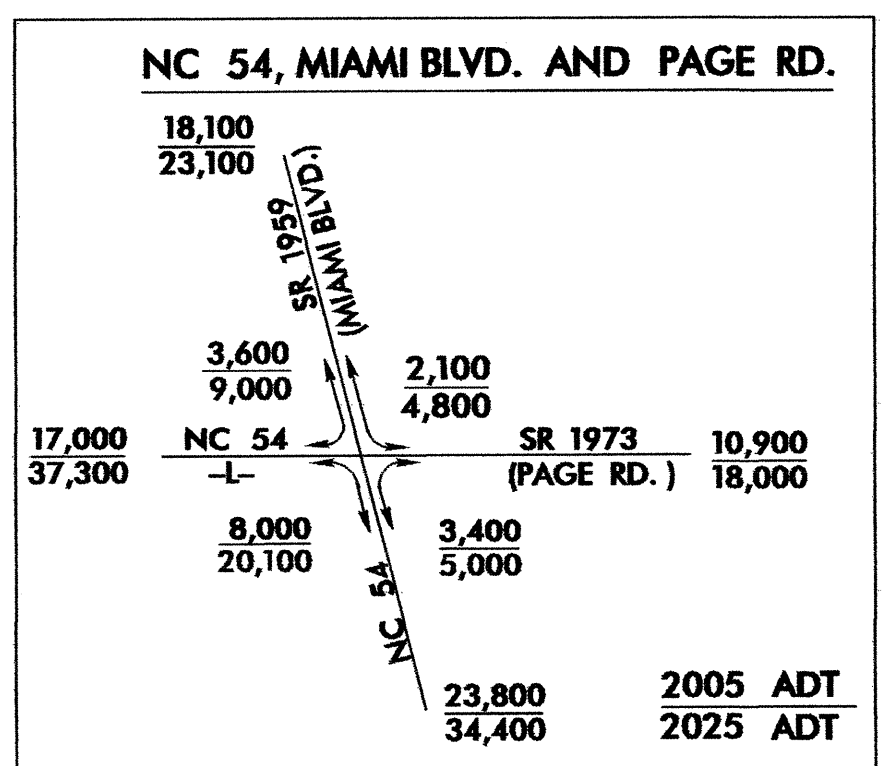 NC 54, MIAMI BLVD. AND PAGE RD.
18,100
23,100
SR 1959
(MIAMI BLVD.)
3,600
9,000
2,100
4,800
17,000
37,300
NC 54
-L-
SR 1973
(PAGE RD.)
10,900
18,000
8,000
20,100
3,400
5,000
NC 54
23,800
34,400
2005 ADT
2025 ADT